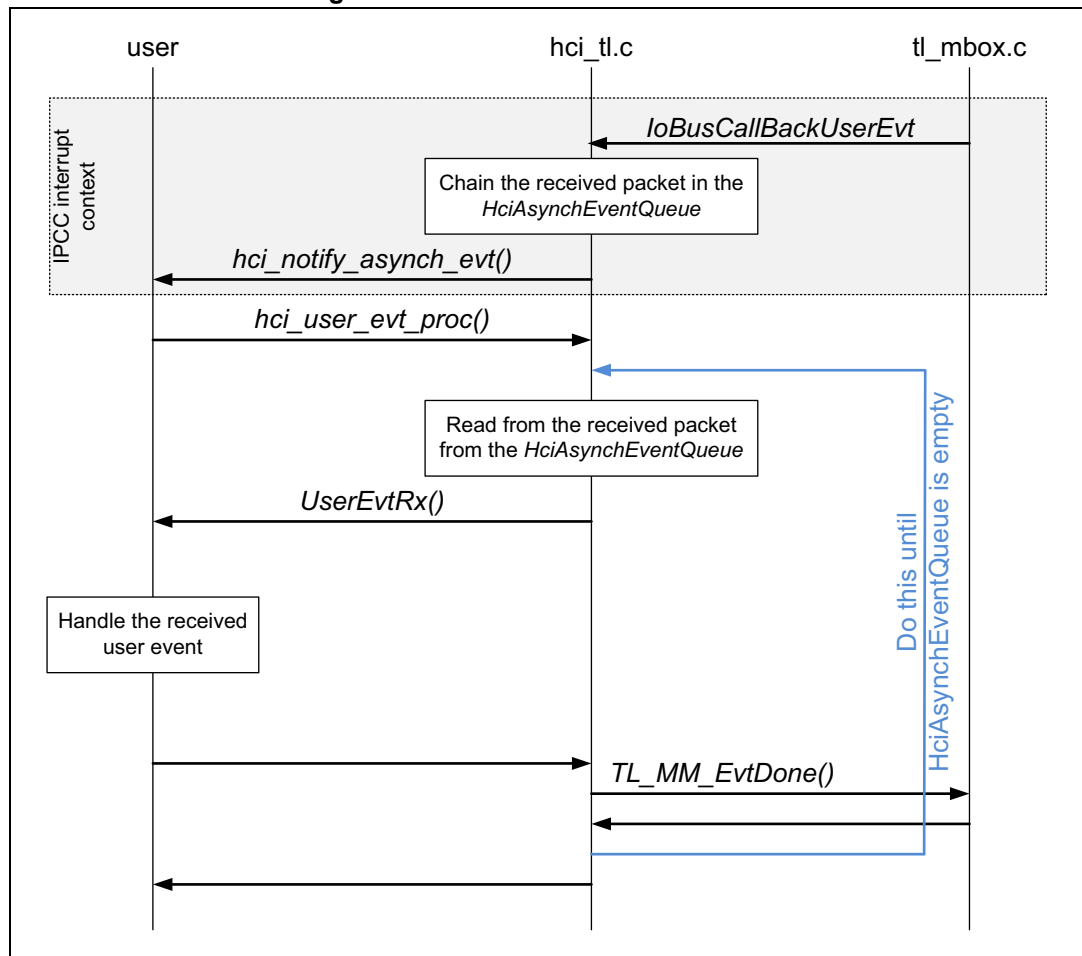 g
user
hci_tl.c
tl_mbox.c
IoBusCallBackUserEvt
IPCC interrupt
context
Chain the received packet in the
HciAsynchEventQueue
hci_notify_asynch_evt()
hci_user_evt_proc()
Read from the received packet
from the HciAsynchEventQueue
UserEvtRx()
Do this until
HciAsynchEventQueue is empty
Handle the received
user event
TL_MM_EvtDone()